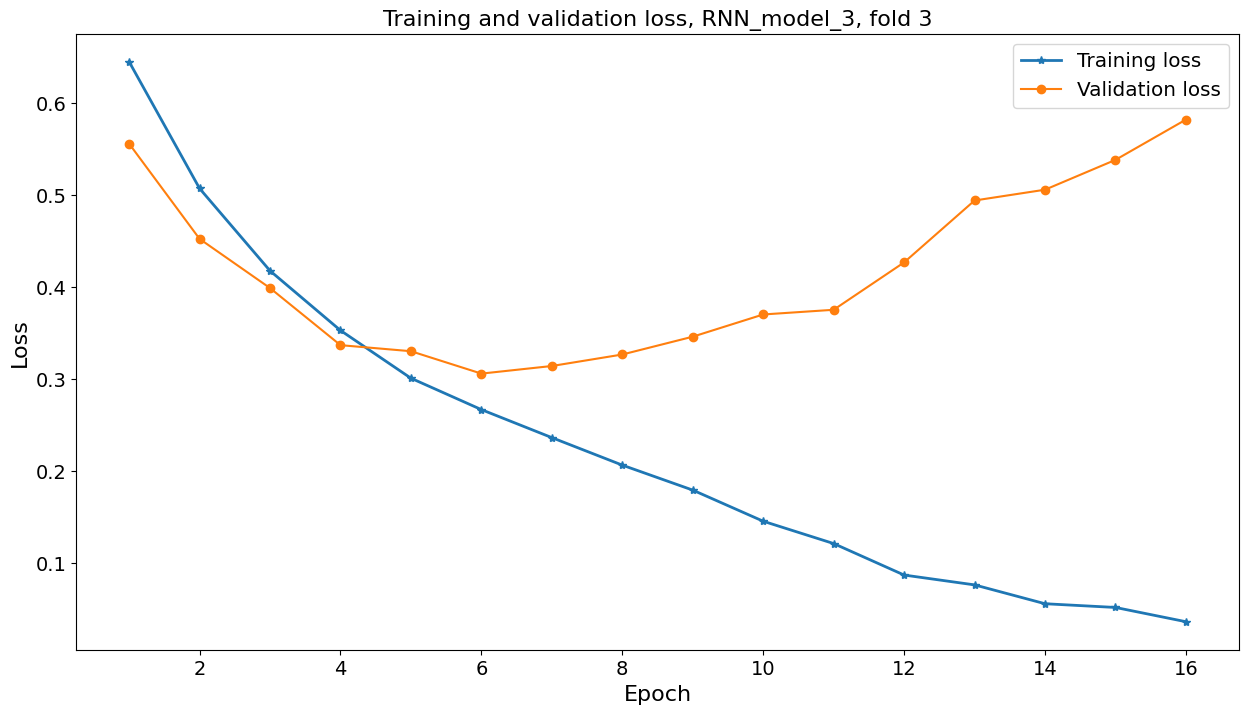 Training and validation loss, RNN_model_3, fold 3
Training loss
Validation loss
Loss
0.6
0.5
0.4
0.3
0.2
0.1
2 4 6 8 10 12 14 16
Epoch